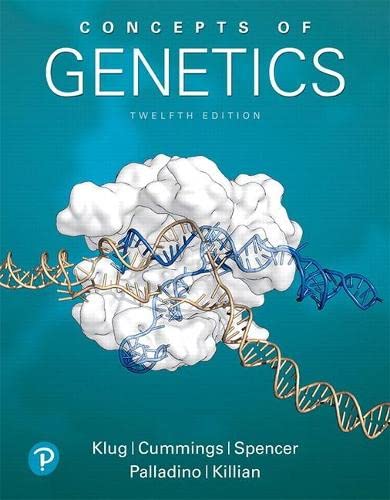 CONCEPTS OF
GENETICS
TWELFTH EDITION
Klug | Cummings | Spencer
Palladino | Killian
P